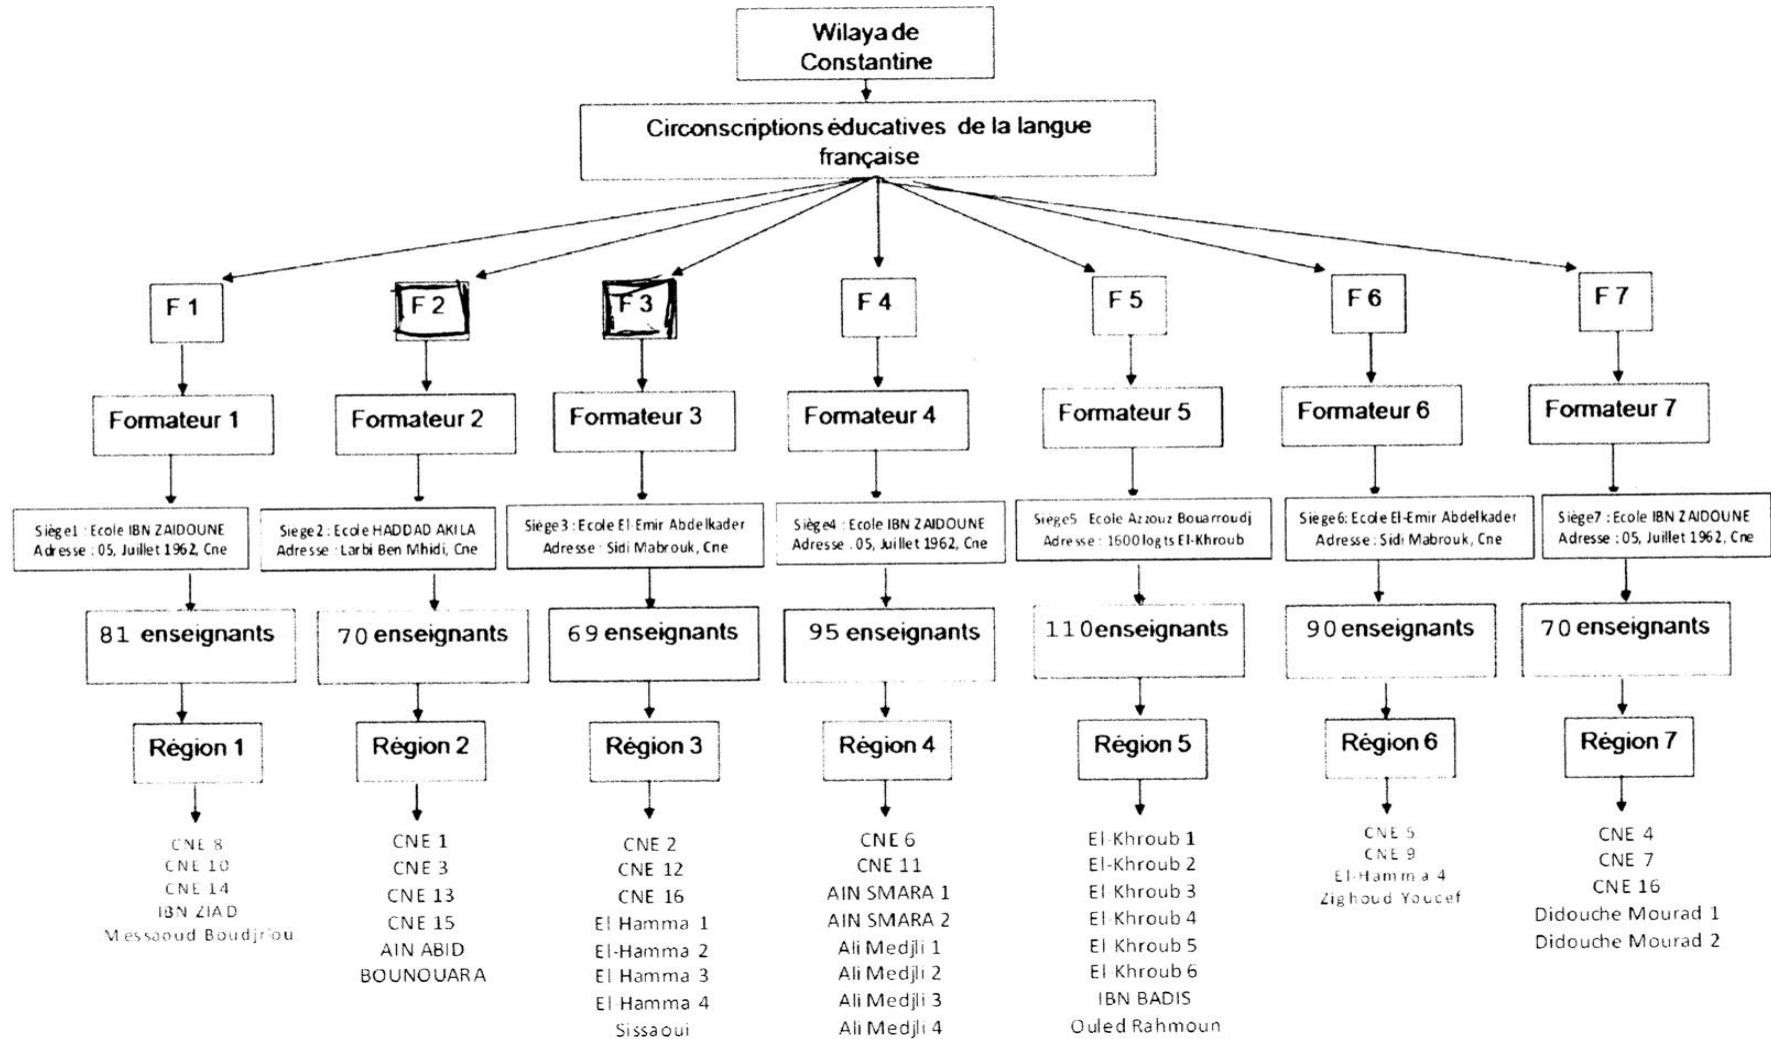 Wilaya de
Constantine
Circonscriptions éducatives de la langue
française
F 1
F 2
F 3
F 4
F 5
F 6
F 7
Formateur 1
Formateur 2
Formateur 3
Formateur 4
Formateur 5
Formateur 6
Formateur 7
Siège1 : Ecole IBN ZAIDOUNE
Adresse : 05, Juillet 1962, Cne
Siege2 : Ecole HADDAD AKILA
Adresse : Larbi Ben Mhidi, Cne
Siège3 : Ecole El-Emir Abdelkader
Adresse : Sidi Mabrouk, Cne
Siège4 : Ecole IBN ZAIDOUNE
Adresse : 05, Juillet 1962, Cne
Siège5 Ecole Azzouz Bouarroudj
Adresse : 1600 logts El-Khroub
Siège6: Ecole El-Emir Abdelkader
Adresse : Sidi Mabrouk, Cne
Siège7 : Ecole IBN ZAIDOUNE
Adresse : 05, Juillet 1962, Cne
81 enseignants
70 enseignants
69 enseignants
95 enseignants
110enseignants
90 enseignants
70 enseignants
Région 1
Région 2
Région 3
Région 4
Région 5
Région 6
Région 7
CNE 8
CNE 10
CNE 14
IBN ZIAD
Messaoud Boudjriou
CNE 1
CNE 3
CNE 13
CNE 15
AIN ABID
BOUNOUARA
CNE 2
CNE 12
CNE 16
El Hamma 1
El-Hamma 2
El Hamma 3
El-Hamma 4
Sissaoui
CNE 6
CNE 11
AIN SMARA 1
AIN SMARA 2
Ali Medjli 1
Ali Medjli 2
Ali Medjli 3
Ali Medjli 4
El-Khroub 1
El-Khroub 2
El-Khroub 3
El-Khroub 4
El Khroub 5
El-Khroub 6
IBN BADIS
Ouled Rahmoun
CNE 5
CNE 9
El-Hamma 4
Zighoud Youcef
CNE 4
CNE 7
CNE 16
Didouche Mourad 1
Didouche Mourad 2